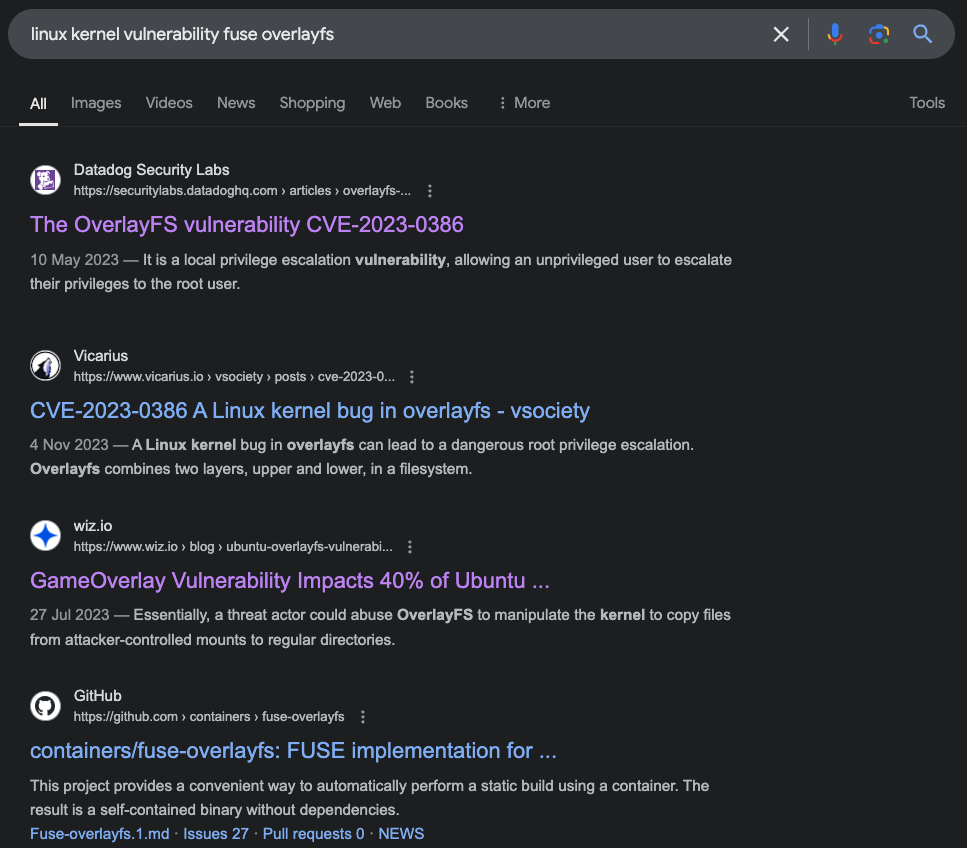 linux kernel vulnerability fuse overlayfs
All Images Videos News Shopping Web Books More Tools
Datadog Security Labs
https://securitylabs.datadoghq.com › articles › overlayfs-...
The OverlayFS vulnerability CVE-2023-0386
10 May 2023 — It is a local privilege escalation vulnerability, allowing an unprivileged user to escalate
their privileges to the root user.
Vicarius
https://www.vicarius.io › vsociety › posts › cve-2023-0...
CVE-2023-0386 A Linux kernel bug in overlayfs - vsociety
4 Nov 2023 — A Linux kernel bug in overlayfs can lead to a dangerous root privilege escalation.
Overlayfs combines two layers, upper and lower, in a filesystem.
wiz.io
https://www.wiz.io › blog › ubuntu-overlayfs-vulnerabi...
GameOverlay Vulnerability Impacts 40% of Ubuntu ...
27 Jul 2023 — Essentially, a threat actor could abuse OverlayFS to manipulate the kernel to copy files
from attacker-controlled mounts to regular directories.
GitHub
https://github.com › containers › fuse-overlayfs
containers/fuse-overlayfs: FUSE implementation for ...
This project provides a convenient way to automatically perform a static build using a container. The
result is a self-contained binary without dependencies.
Fuse-overlayfs.1.md · Issues 27 · Pull requests 0 · NEWS